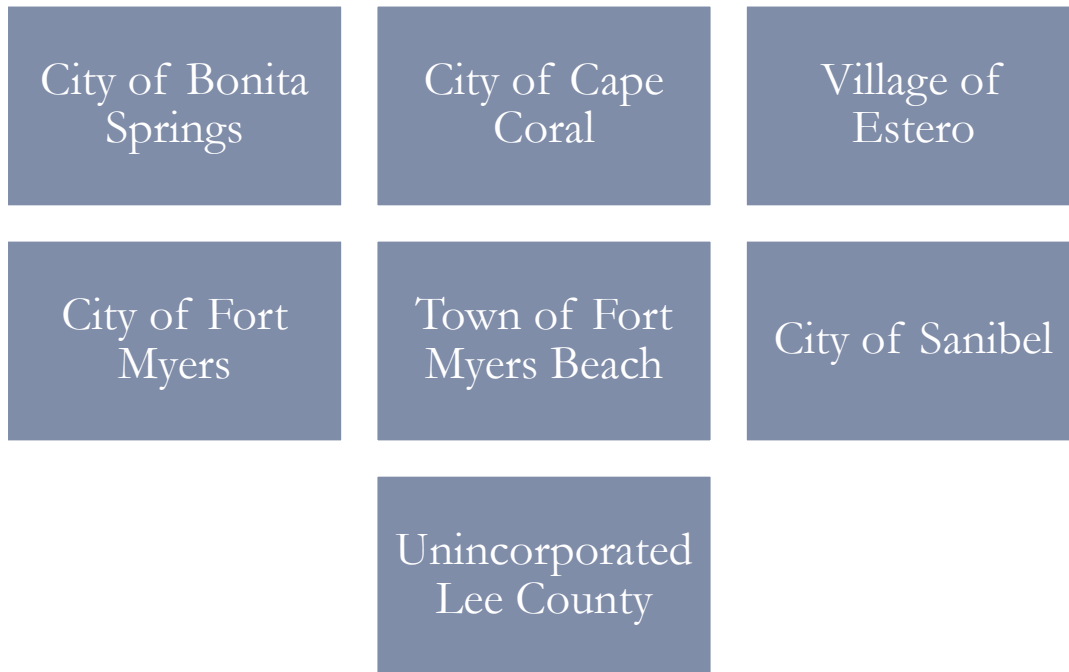 City of Bonita
Springs
City of Cape
Coral
Village of
Estero
City of Fort
Myers
Town of Fort
Myers Beach
City of Sanibel
Unincorporated
Lee County